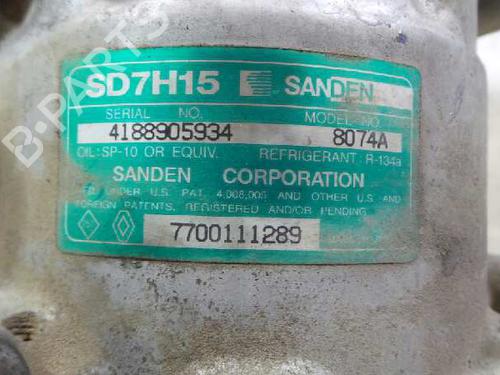 SD7H15 SANDEN
SERIAL NO. MODEL NO.
4188905934 8074A
OIL: SP-10 OR EQUIV. REFRIGERANT: R-134a
SANDEN CORPORATION
UNDER U.S. PAT. 4,006,005 AND OTHER U.S. AND
FOREIGN PATENTS, REGISTERED AND/OR PENDING
7700111289
B-PARTS